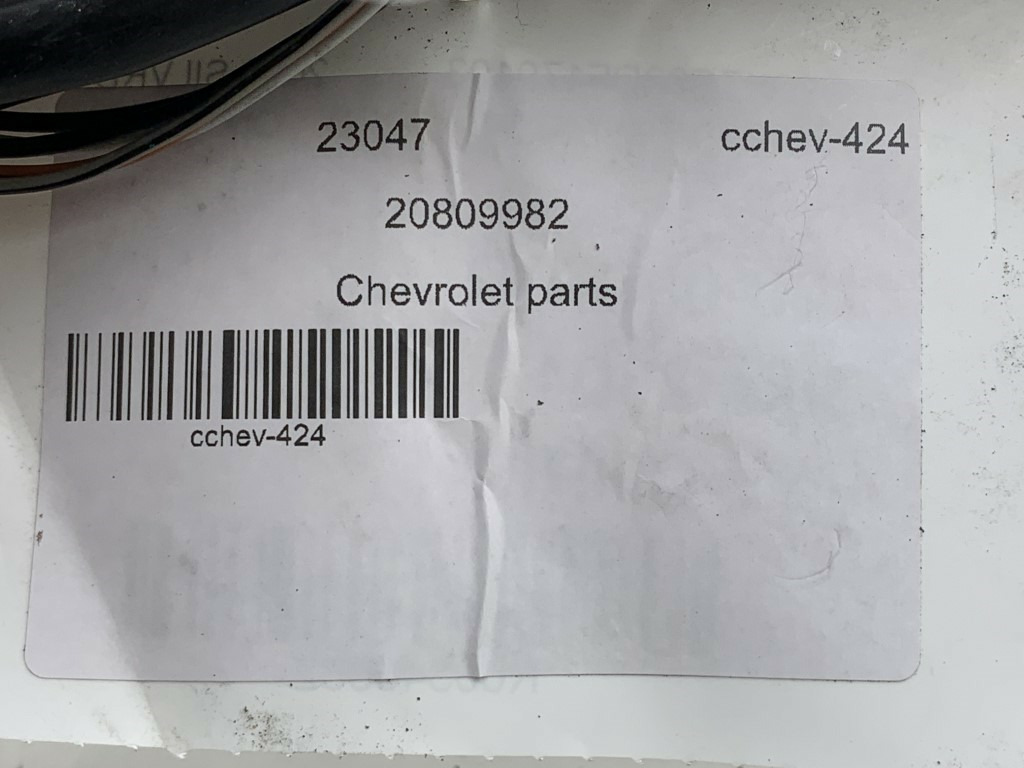 23047 cchev-424
20809982
Chevrolet parts
cchev-424